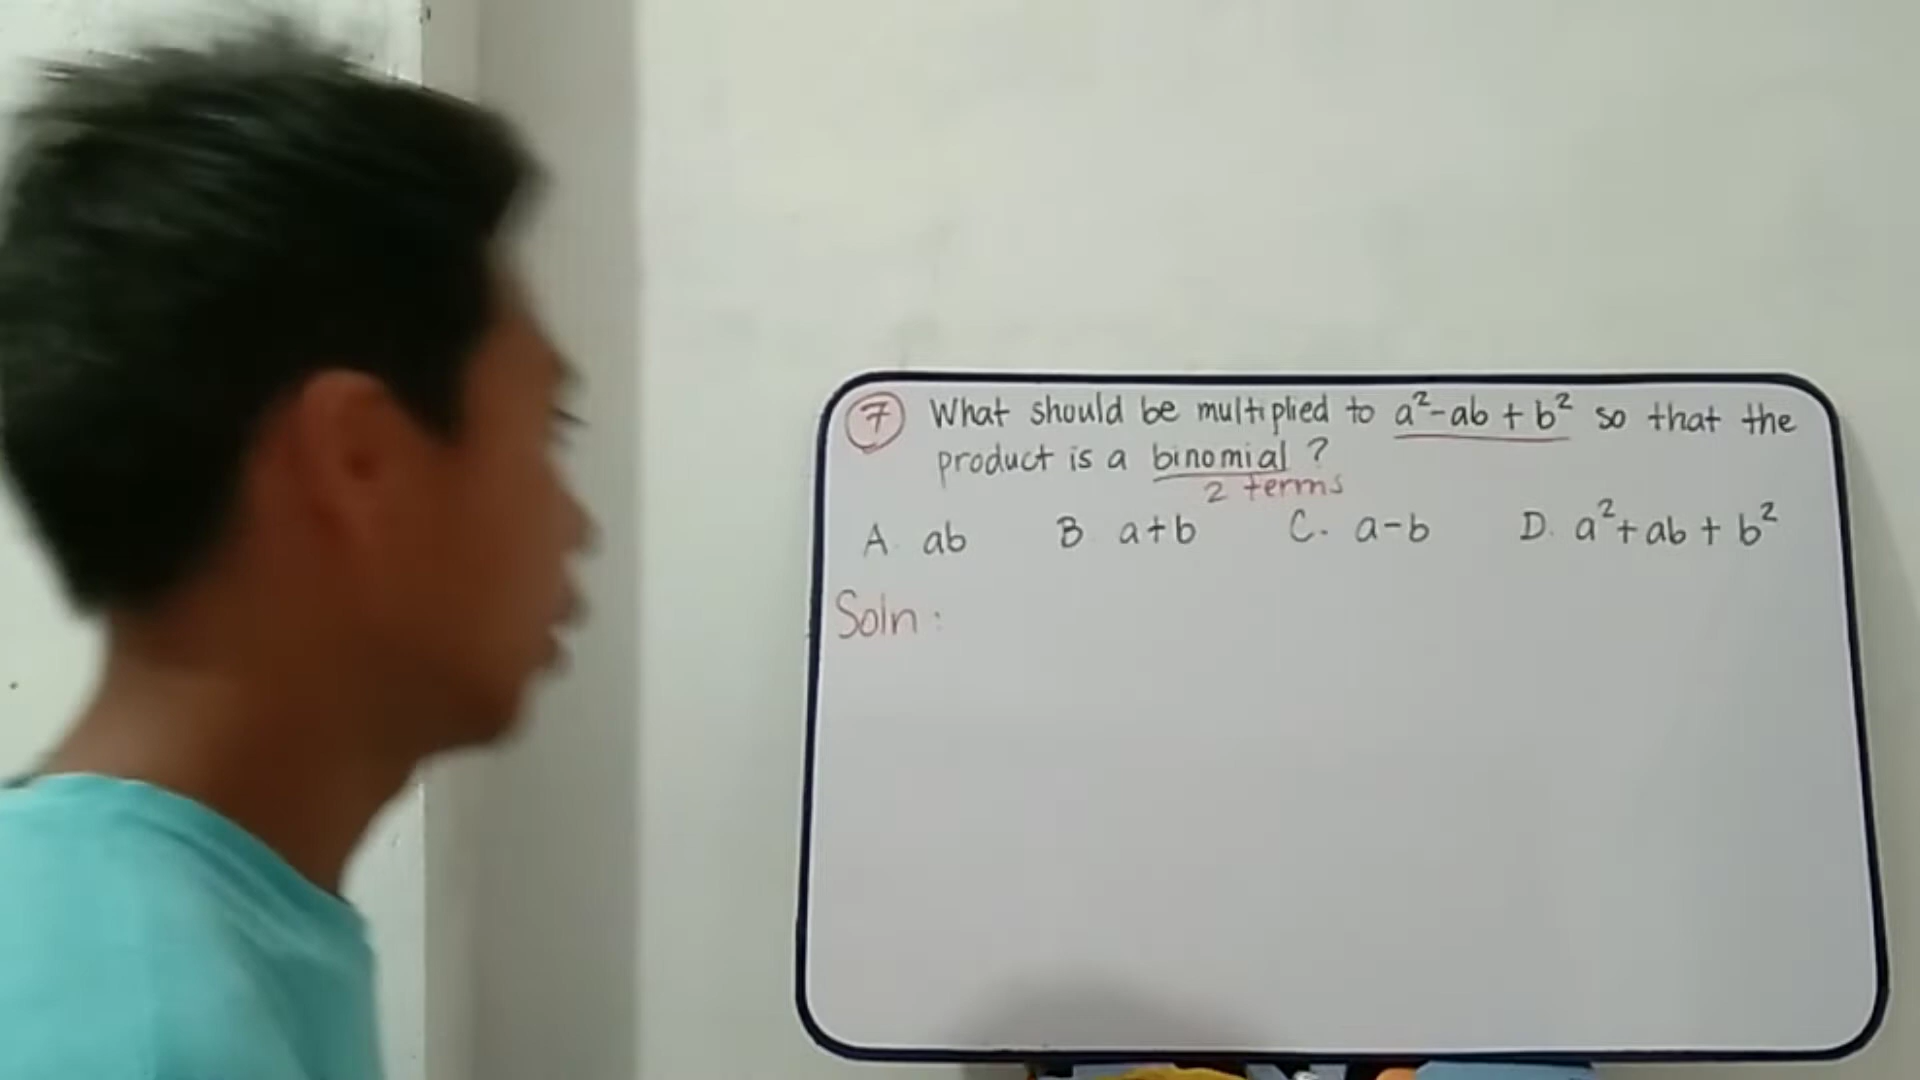 7 What should be multiplied to a²-ab+b² so that the
product is a binomial?
2 terms
A. ab B. a+b C. a-b D. a²+ab+b²
Soln: